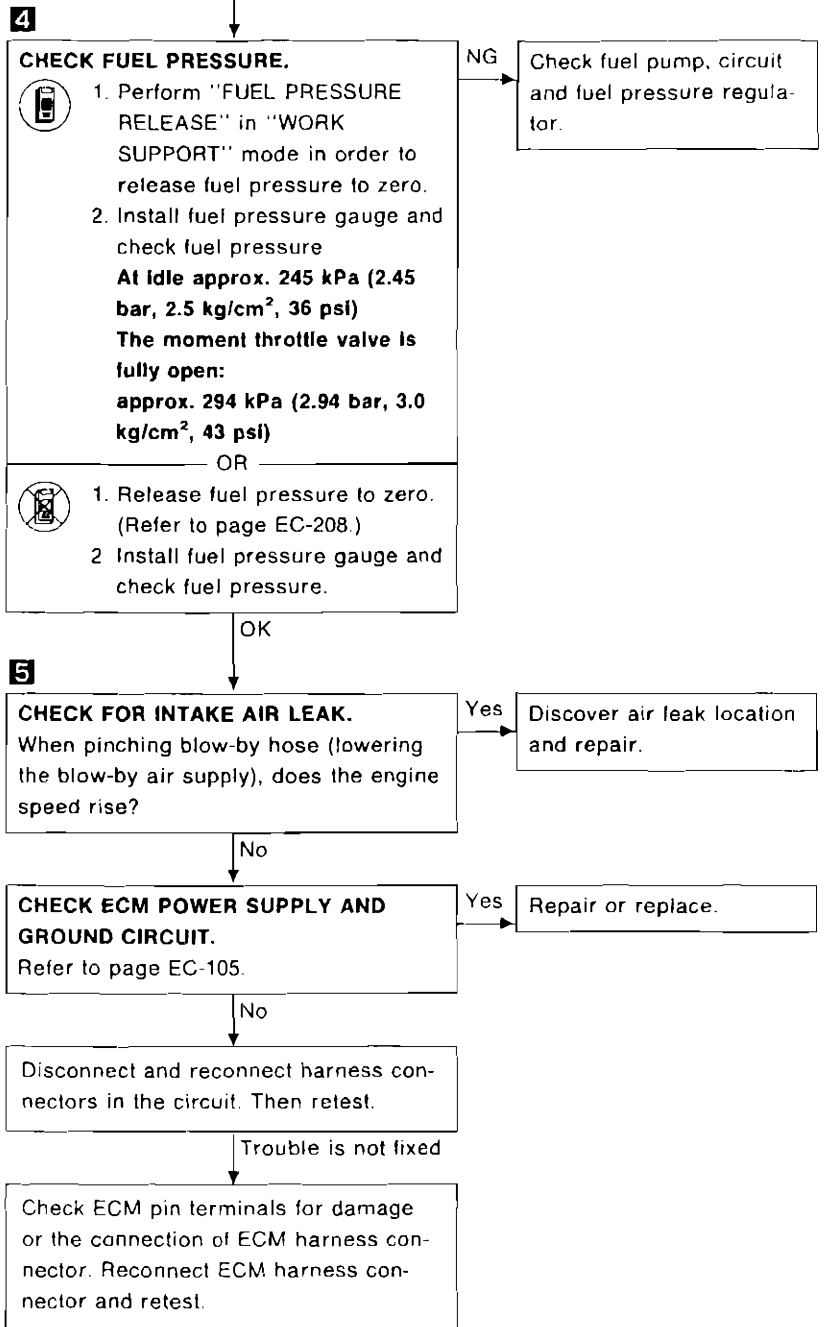 4
CHECK FUEL PRESSURE.
1. Perform "FUEL PRESSURE
RELEASE" in "WORK
SUPPORT" mode in order to
release fuel pressure to zero.
2. Install fuel pressure gauge and
check fuel pressure
At idle approx. 245 kPa (2.45
bar, 2.5 kg/cm², 36 psi)
The moment throttle valve is
fully open:
approx. 294 kPa (2.94 bar, 3.0
kg/cm², 43 psi)
NG
Check fuel pump, circuit
and fuel pressure regula-
tor.
OR
1. Release fuel pressure to zero.
(Refer to page EC-208.)
2 Install fuel pressure gauge and
check fuel pressure.
OK
5
CHECK FOR INTAKE AIR LEAK.
When pinching blow-by hose (lowering
the blow-by air supply), does the engine
speed rise?
Yes
Discover air leak location
and repair.
No
CHECK ECM POWER SUPPLY AND
GROUND CIRCUIT.
Refer to page EC-105.
Yes
Repair or replace.
No
Disconnect and reconnect harness con-
nectors in the circuit. Then retest.
Trouble is not fixed
Check ECM pin terminals for damage
or the connection of ECM harness con-
nector. Reconnect ECM harness con-
nector and retest.